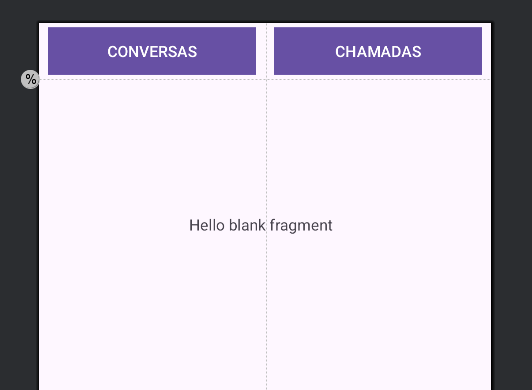 CONVERSAS
CHAMADAS
%
Hello blank fragment